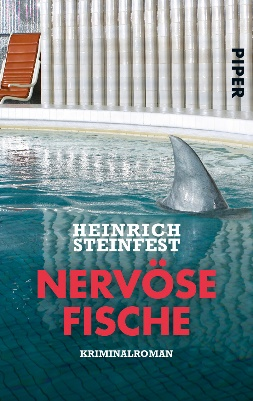 PIPER
HEINRICH
STEINFEST
NERVÖSE
FISCHE
KRIMINALROMAN